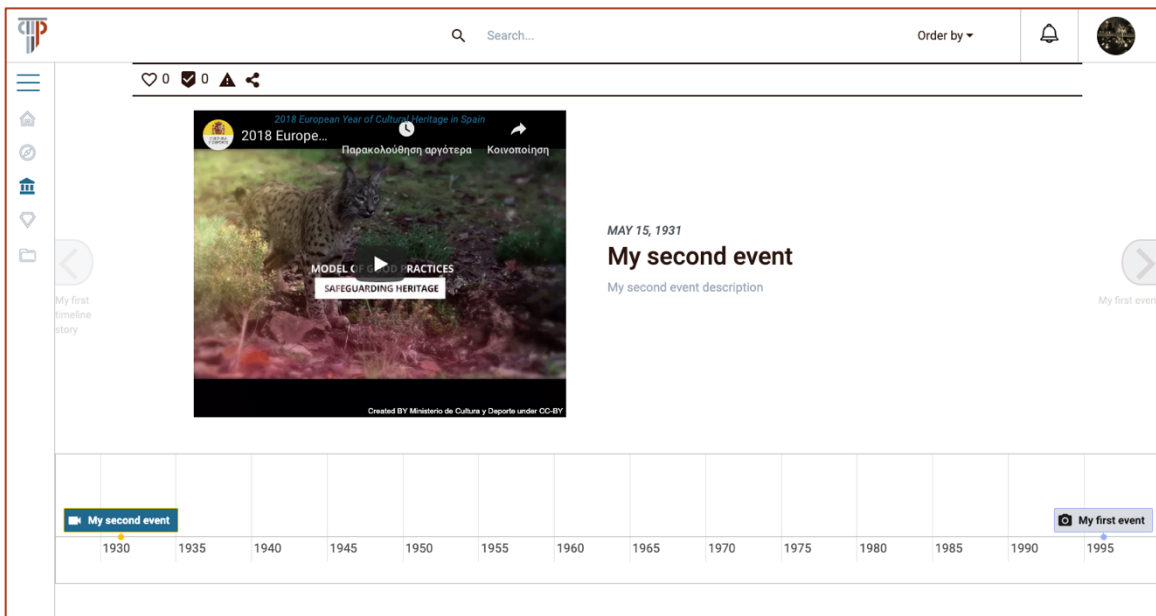 Search...
Order by
0
0
2018 European Year of Cultural Heritage in Spain
2018 Europe...
Παρακολούθηση αργότερα
Κοινοποίηση
MODEL OF GOOD PRACTICES
SAFEGUARDING HERITAGE
Created BY Ministerio de Cultura y Deporte under CC-BY
MAY 15, 1931
My second event
My second event description
My first
timeline
story
My first even
My second event
My first event
1930 1935 1940 1945 1950 1955 1960 1965 1970 1975 1980 1985 1990 1995